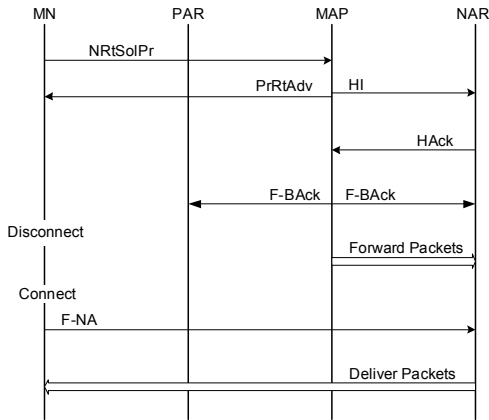 MN PAR MAP NAR
NRtSolPr
PrRtAdv HI
HAck
F-BAck F-BAck
Disconnect
Forward Packets
Connect
F-NA
Deliver Packets